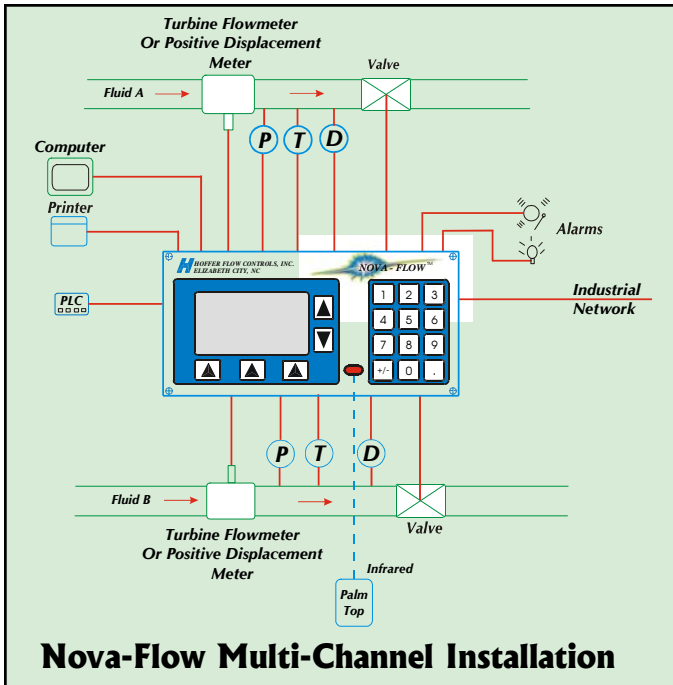 Turbine Flowmeter
Or Positive Displacement
Meter
Valve
Fluid A
P
T
D
Computer
Printer
PLC
Alarms
Industrial
Network
H HOFFER FLOW CONTROLS, INC.
ELIZABETH CITY, NC
NOVA - FLOW™
1 2 3
4 5 6
7 8 9
+/- 0 .
P
T
D
Fluid B
Valve
Turbine Flowmeter
Or Positive Displacement
Meter
Infrared
Palm
Top
Nova-Flow Multi-Channel Installation